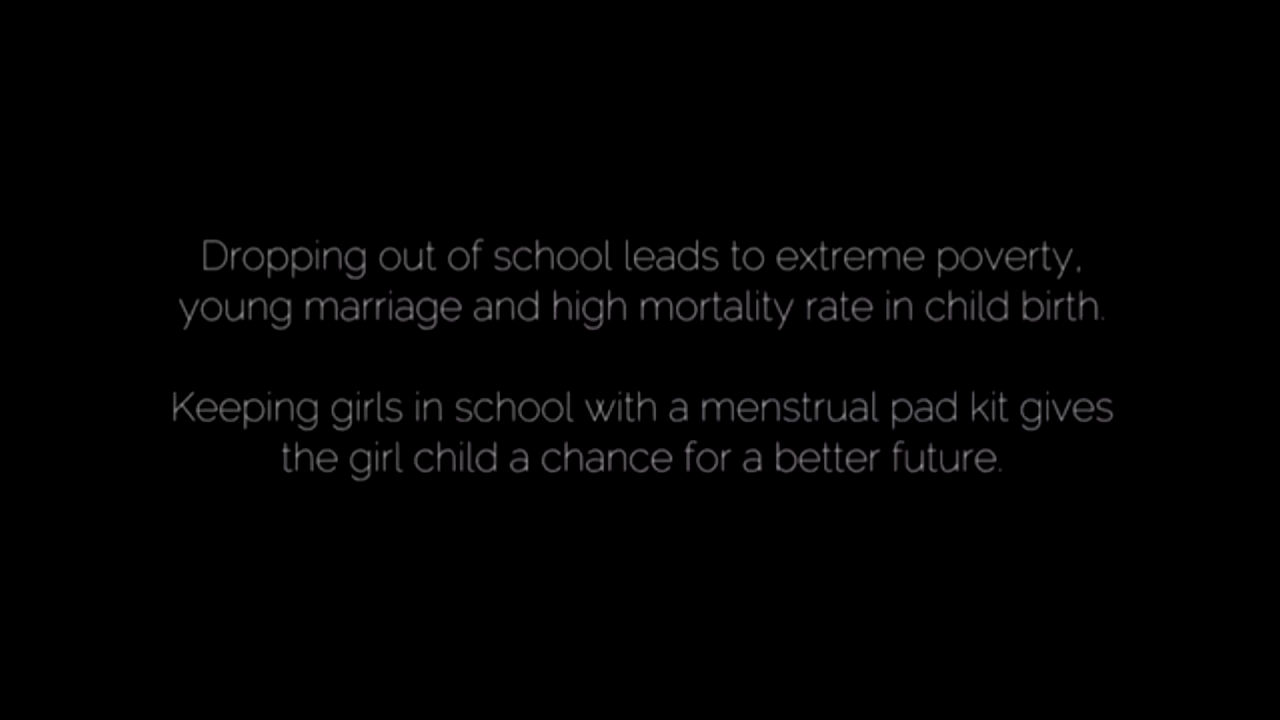 Dropping out of school leads to extreme poverty,
young marriage and high mortality rate in child birth.
Keeping girls in school with a menstrual pad kit gives
the girl child a chance for a better future.